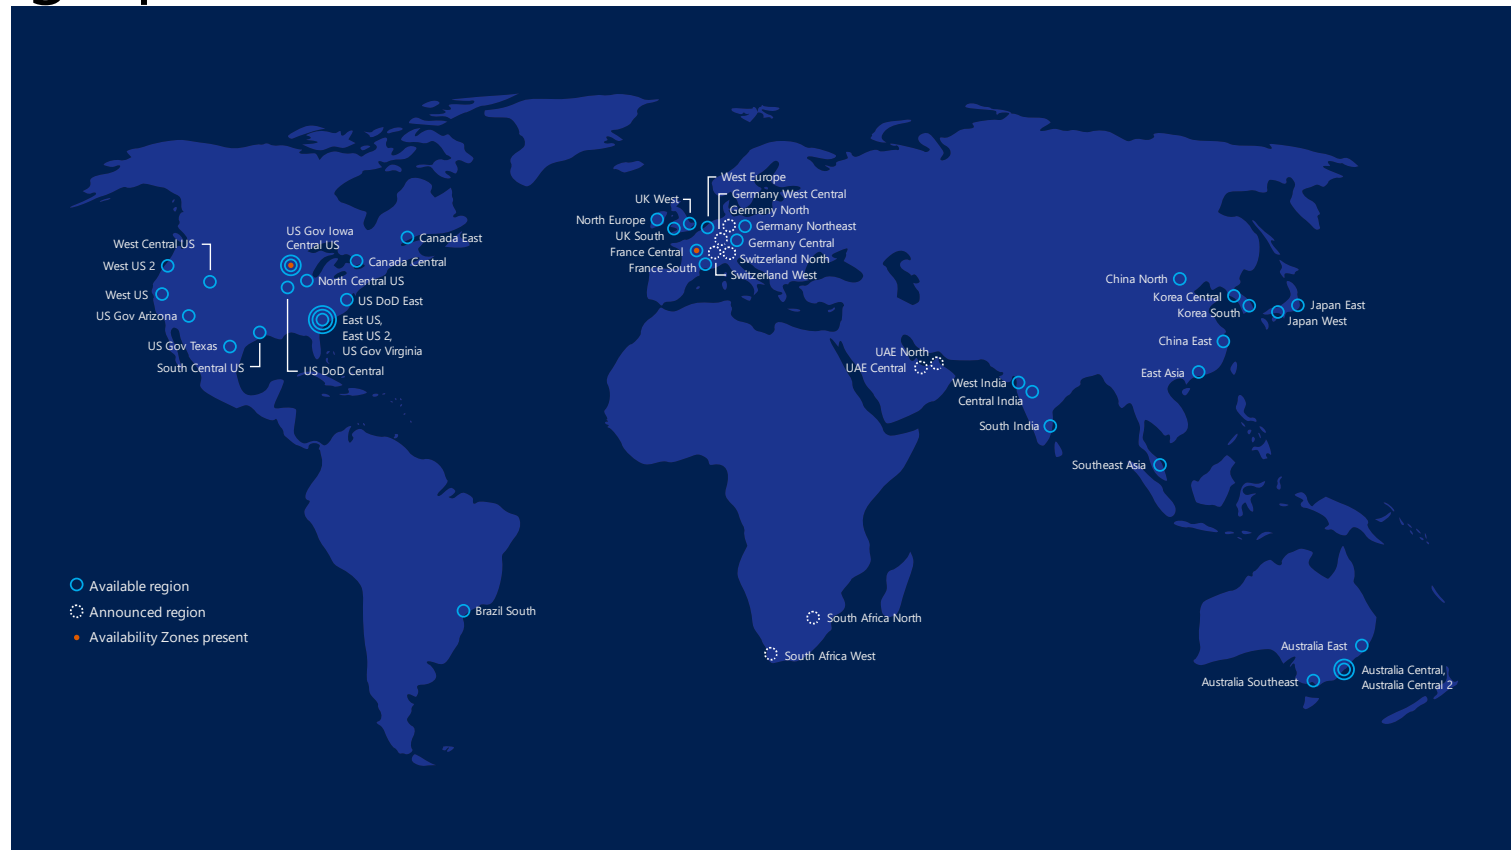 West Central US
West US 2
West US
US Gov Arizona
US Gov Texas
South Central US
US Gov Iowa
Central US
Canada East
Canada Central
North Central US
US DoD East
East US,
East US 2,
US Gov Virginia
US DoD Central
Brazil South
West Europe
Germany West Central
Germany North
UK West
North Europe
UK South
France Central
France South
Germany Northeast
Germany Central
Switzerland North
Switzerland West
UAE North
UAE Central
South Africa North
South Africa West
West India
Central India
South India
China North
Korea Central
Korea South
Japan East
Japan West
China East
East Asia
Southeast Asia
Australia East
Australia Central,
Australia Central 2
Australia Southeast
Available region
Announced region
Availability Zones present